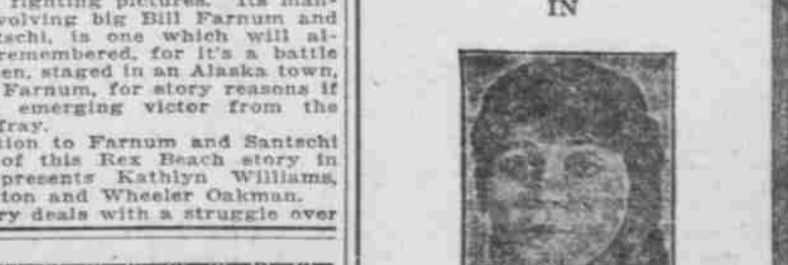 fighting pictures. Its man-
volving big Bill Farnum and
tschi, is one which will al-
remembered, for it's a battle
en, staged in an Alaska town,
Farnum, for story reasons if
emerging victor from the
fray.
tion to Farnum and Santschi
of this Rex Beach story in
presents Kathlyn Williams,
ton and Wheeler Oakman.
ry deals with a struggle over
IN